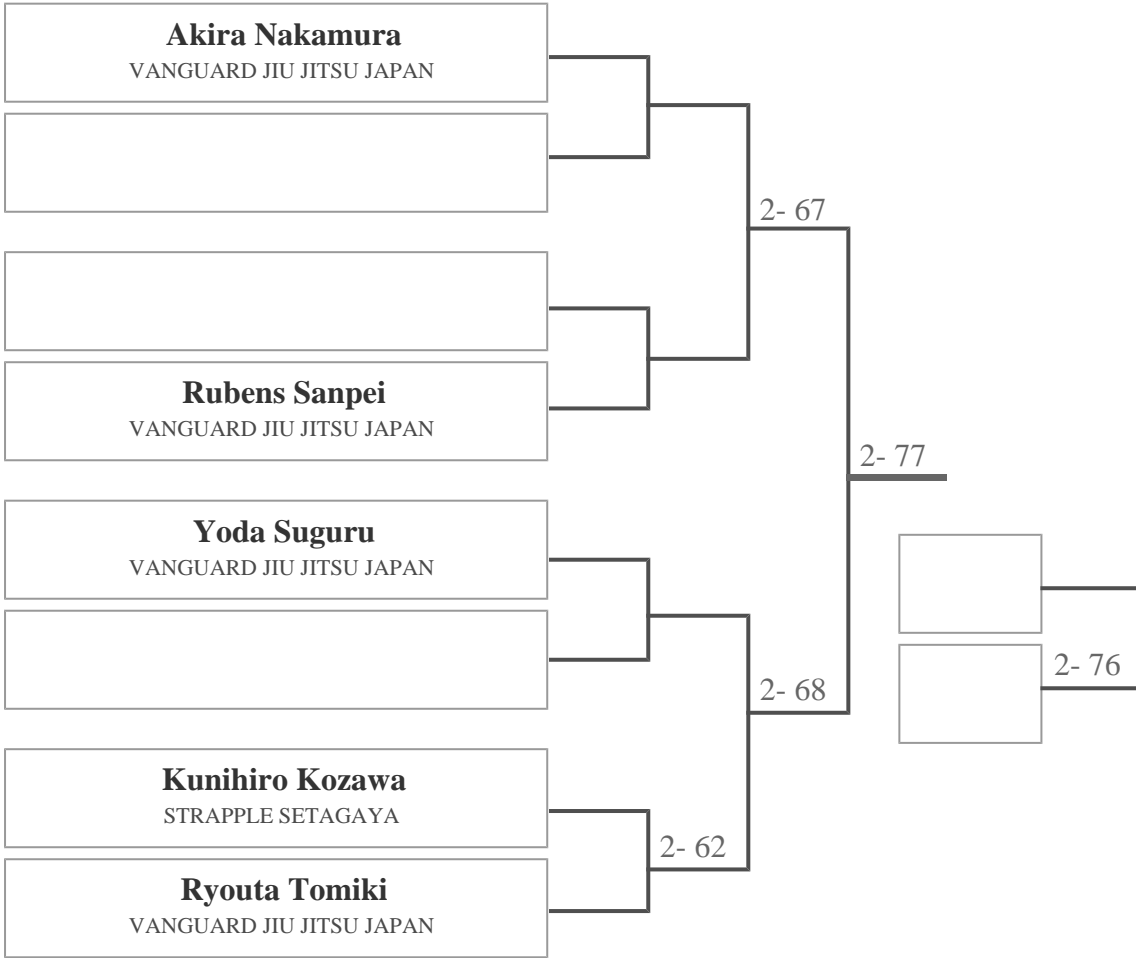 Akira Nakamura
VANGUARD JIU JITSU JAPAN
2- 67
Rubens Sanpei
VANGUARD JIU JITSU JAPAN
2- 77
Yoda Suguru
VANGUARD JIU JITSU JAPAN
2- 76
2- 68
Kunihiro Kozawa
STRAPPLE SETAGAYA
2- 62
Ryouta Tomiki
VANGUARD JIU JITSU JAPAN